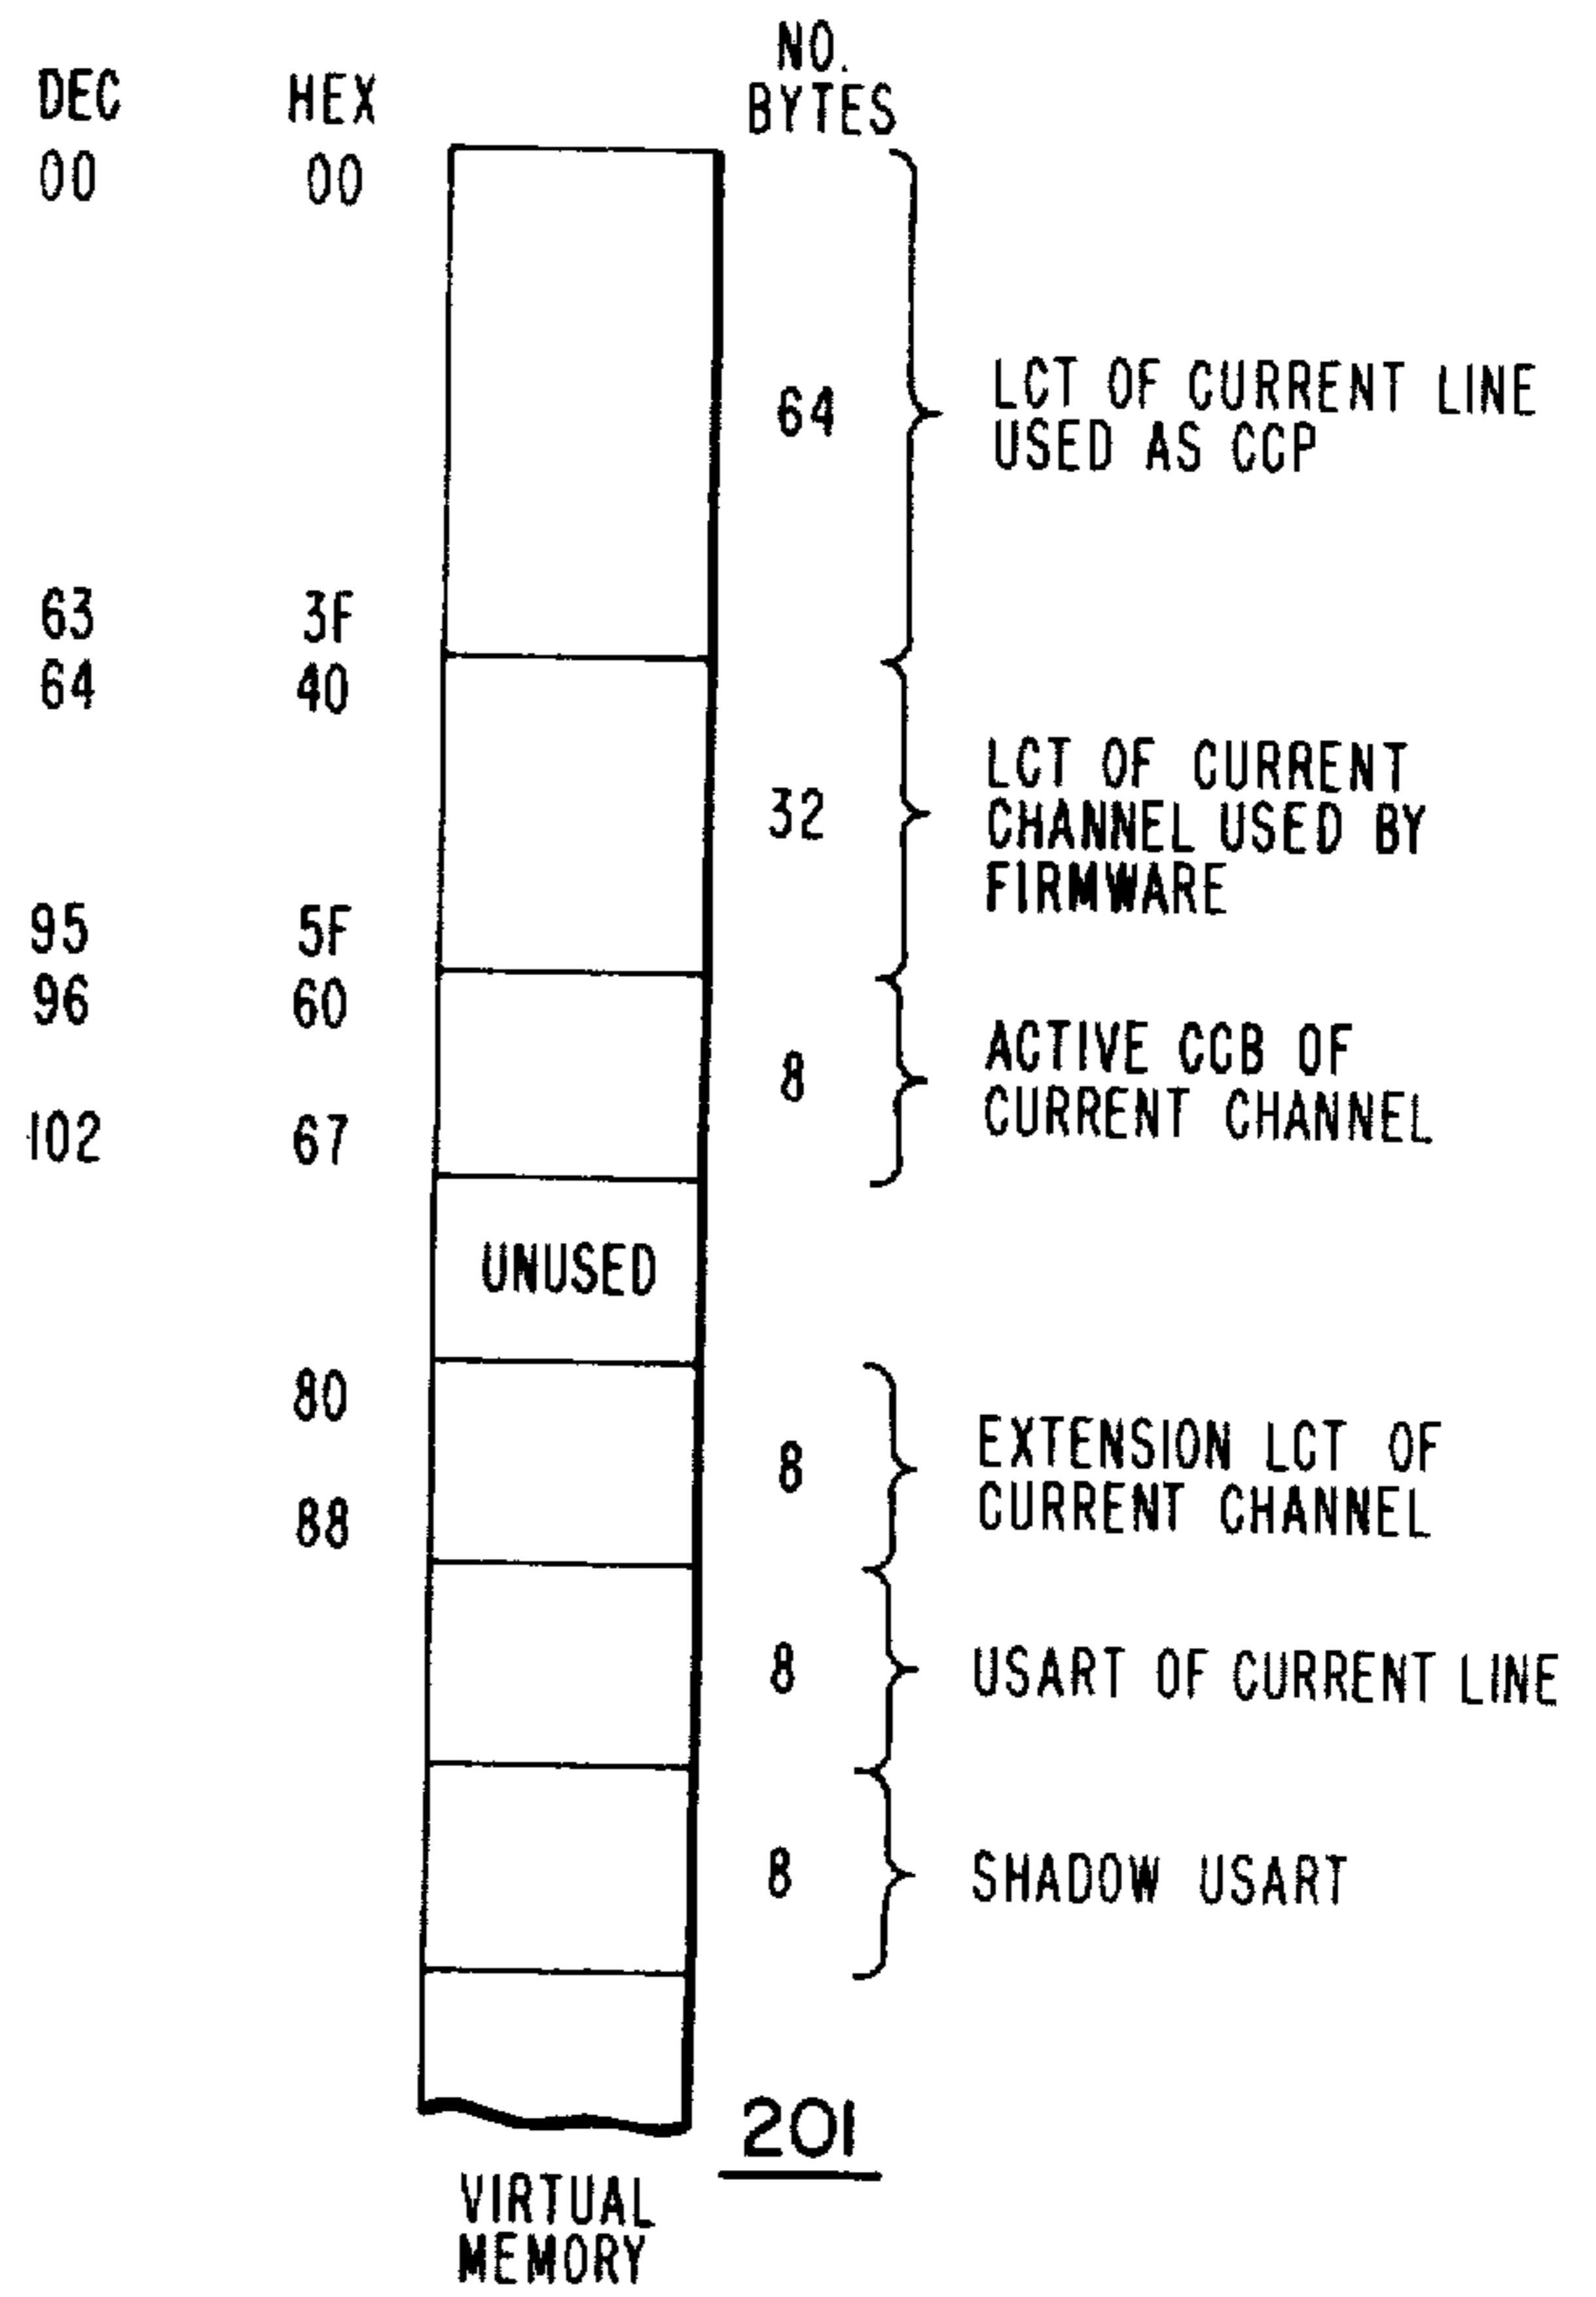 DEC HEX NO. BYTES
00 00
64 LCT OF CURRENT LINE
USED AS CCP
63 3F
64 40
32 LCT OF CURRENT
CHANNEL USED BY
FIRMWARE
95 5F
96 60
8 ACTIVE CCB OF
CURRENT CHANNEL
102 67
UNUSED
80
8 EXTENSION LCT OF
CURRENT CHANNEL
88
8 USART OF CURRENT LINE
8 SHADOW USART
201
VIRTUAL
MEMORY